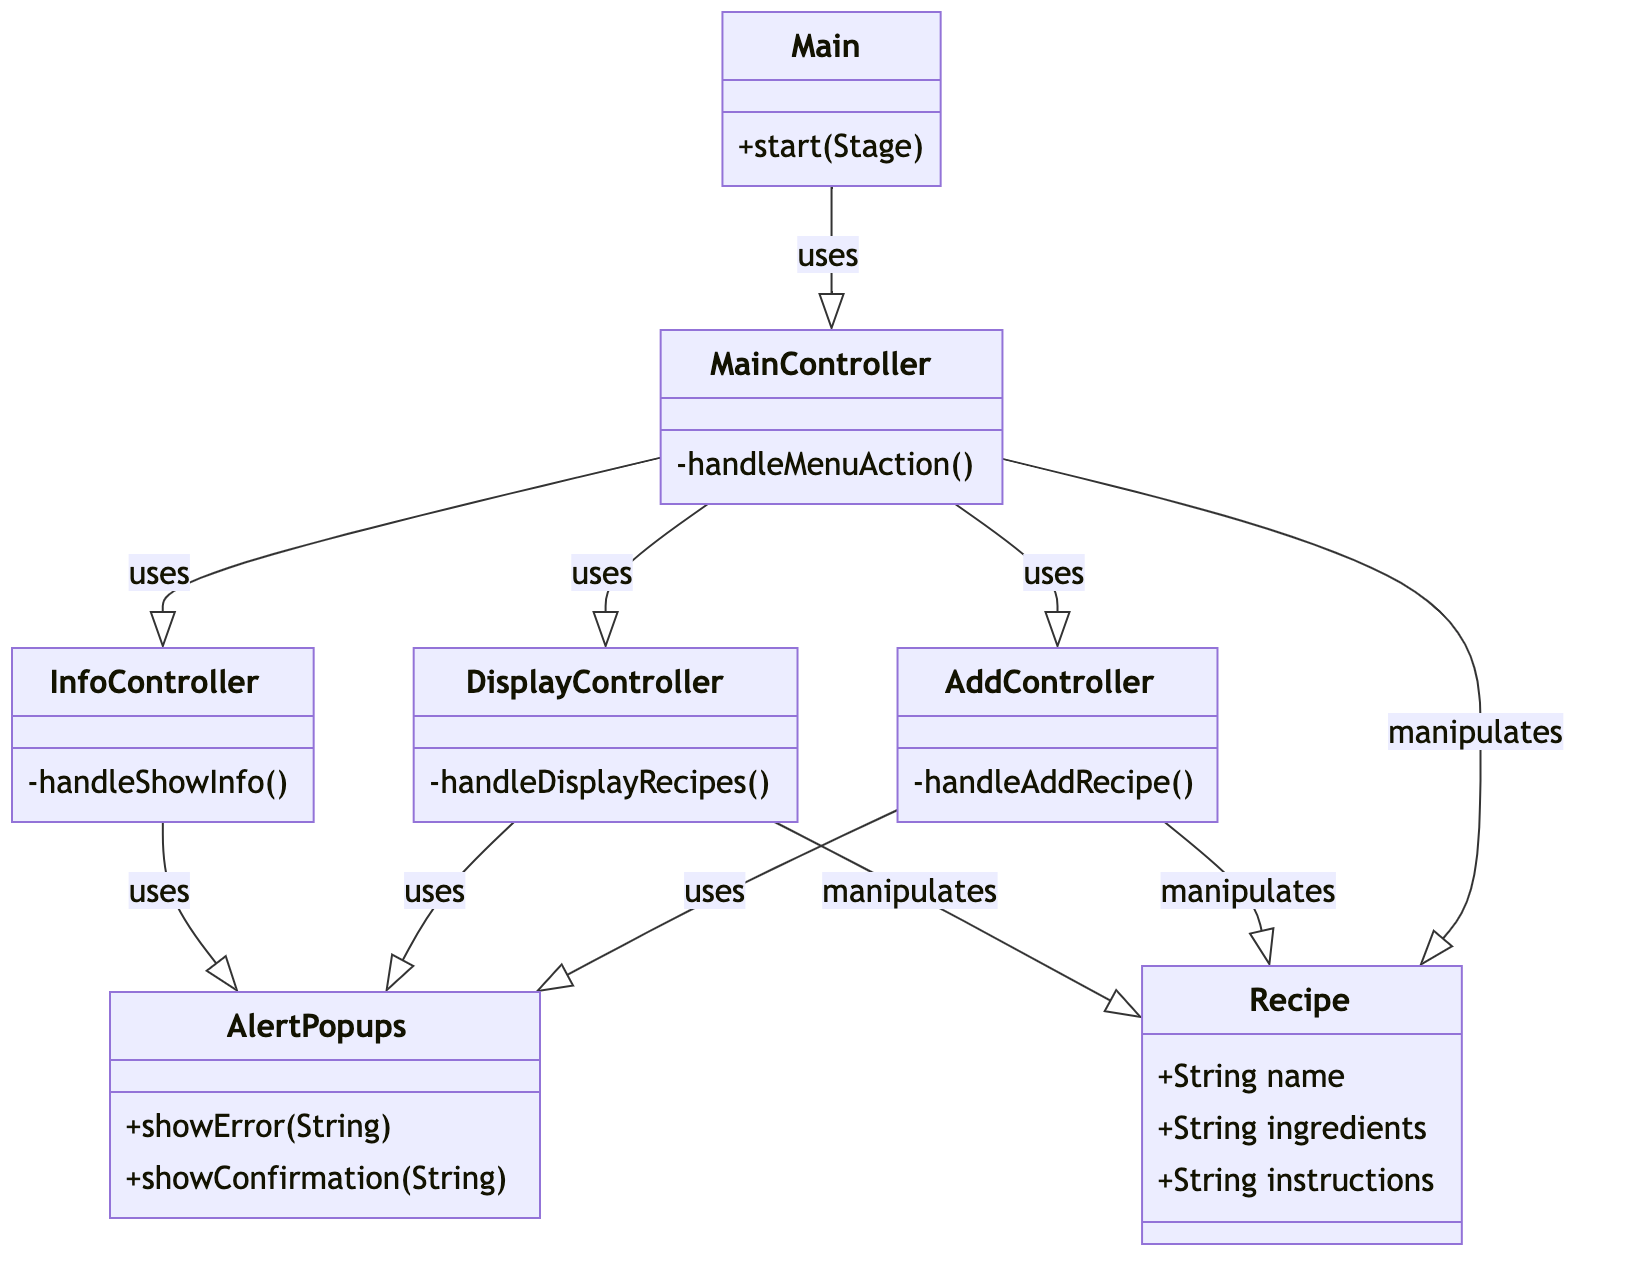 Main
+start(Stage)
uses
MainController
-handleMenuAction()
uses
uses
uses
InfoController
-handleShowInfo()
DisplayController
-handleDisplayRecipes()
AddController
-handleAddRecipe()
manipulates
uses
uses
uses
manipulates
manipulates
AlertPopups
+showError(String)
+showConfirmation(String)
Recipe
+String name
+String ingredients
+String instructions